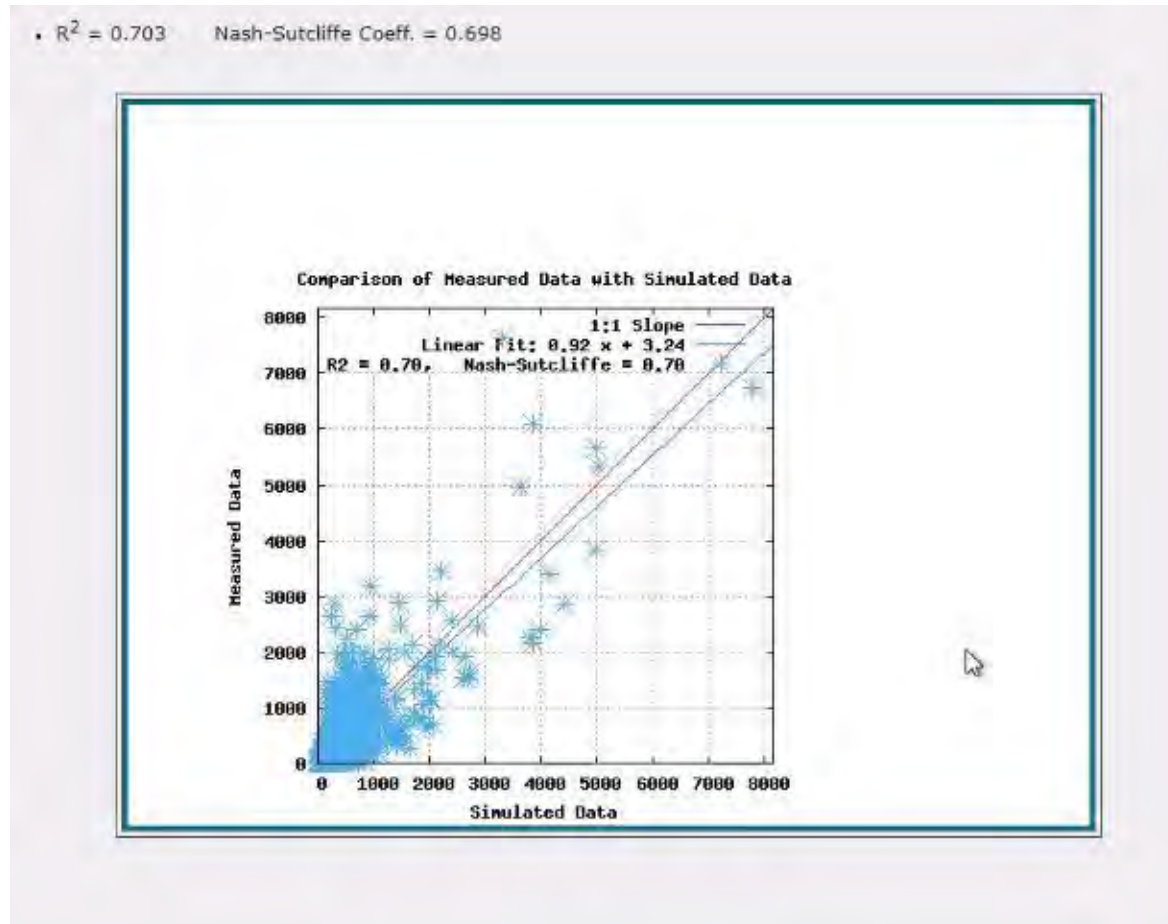 • R2 = 0.703 Nash-Sutcliffe Coeff. = 0.698
Comparison of Measured Data with Simulated Data
1:1 Slope
Linear Fit: 0.92 x + 3.24
R2 = 0.70, Nash-Sutcliffe = 0.70
8000
7000
6000
5000
4000
3000
2000
1000
0
Measured Data
0 1000 2000 3000 4000 5000 6000 7000 8000
Simulated Data